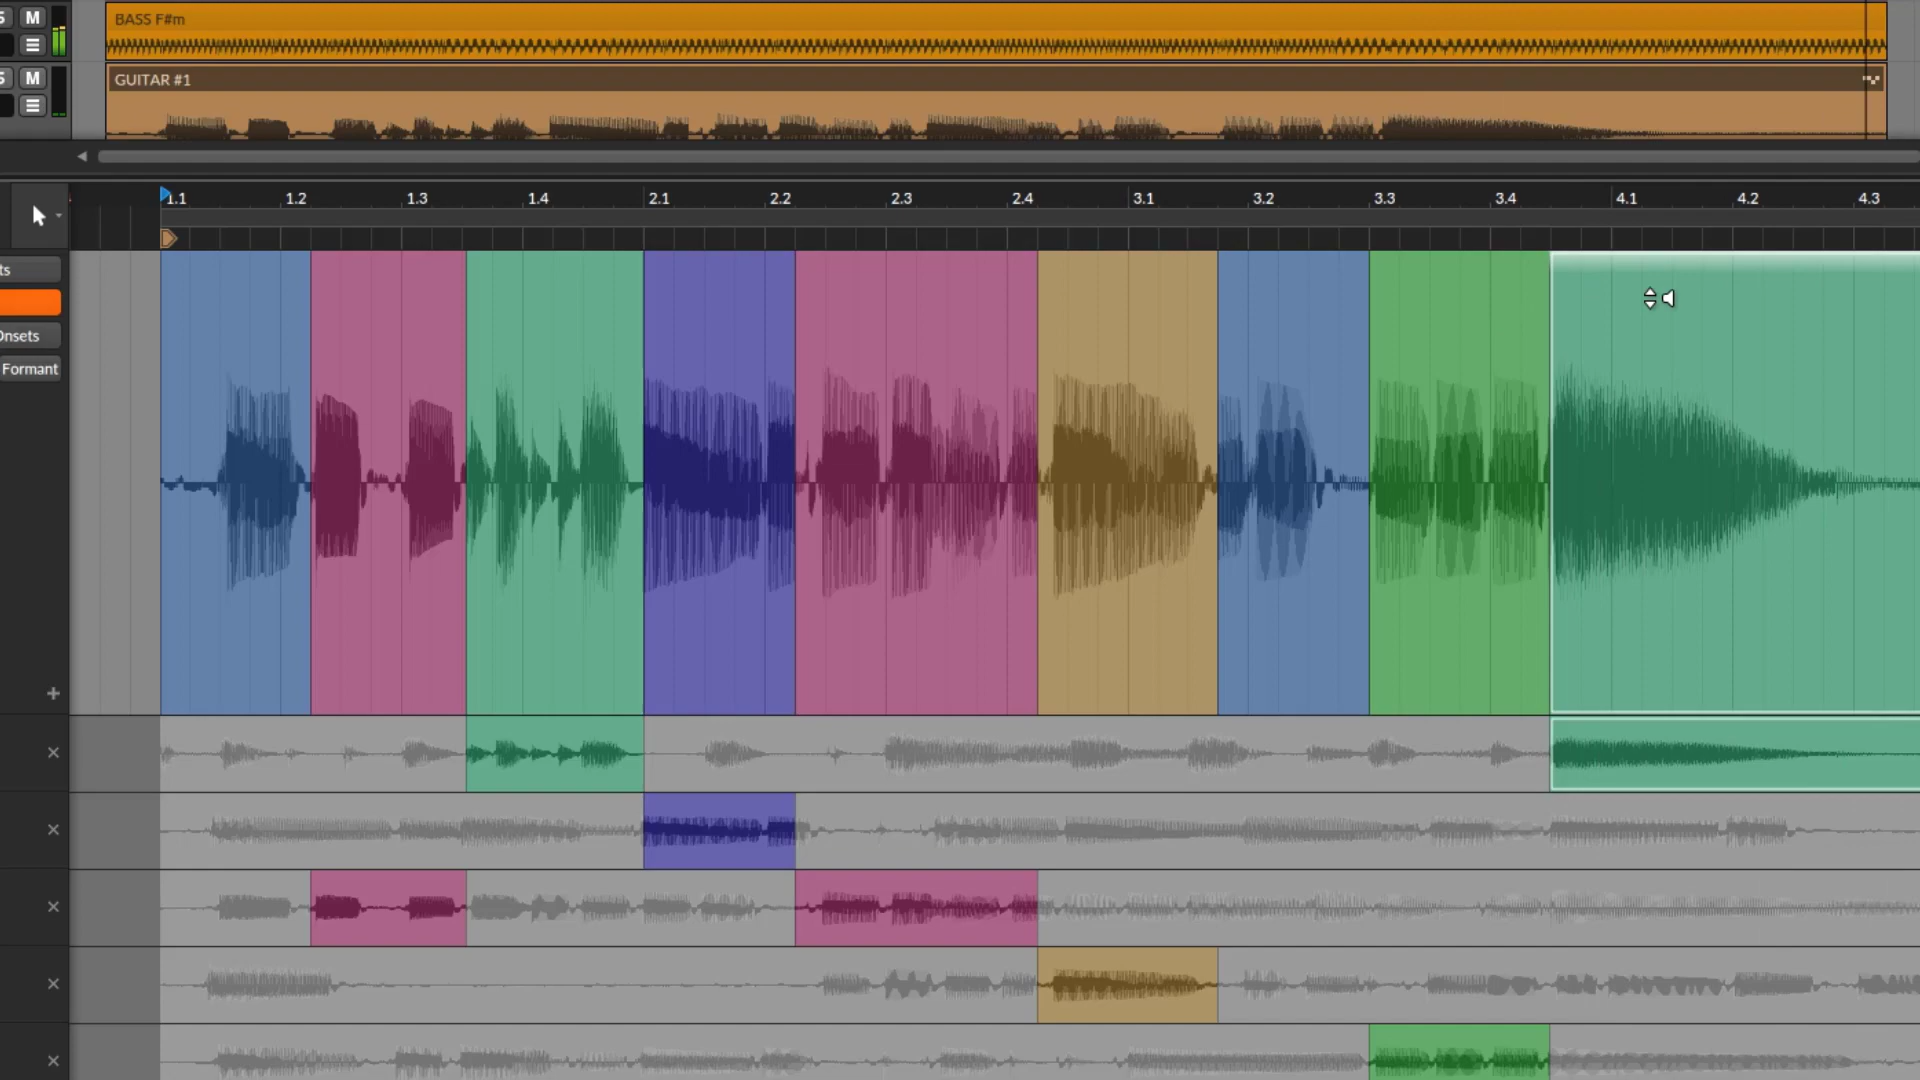 S M
BASS F#m
S M
GUITAR #1
1.1 1.2 1.3 1.4 2.1 2.2 2.3 2.4 3.1 3.2 3.3 3.4 4.1 4.2 4.3
ts
Onsets
Formant